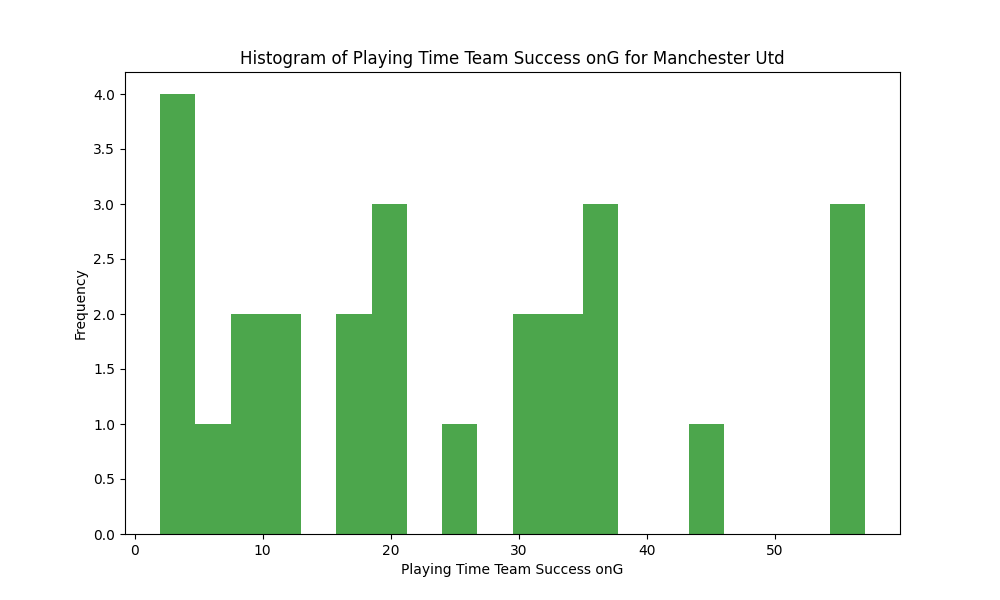 Histogram of Playing Time Team Success onG for Manchester Utd
4.0
3.5
3.0
2.5
2.0
1.5
1.0
0.5
0.0
Frequency
0 10 20 30 40 50
Playing Time Team Success onG